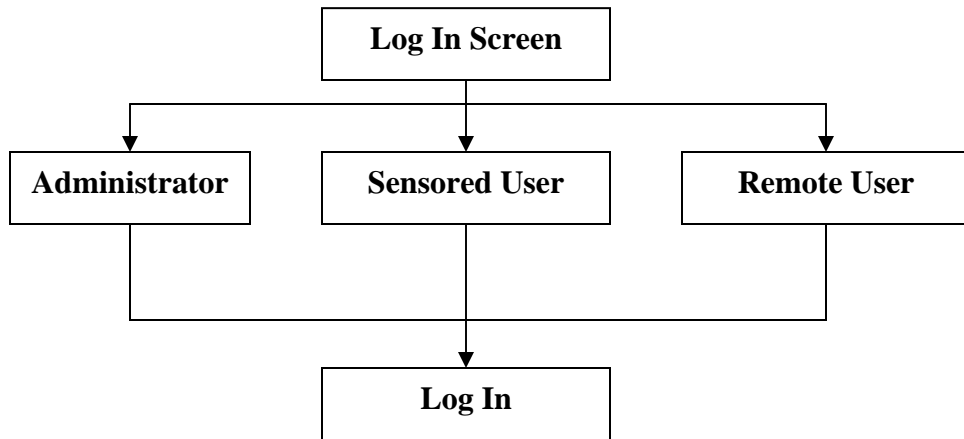 Log In Screen
Administrator
Sensored User
Remote User
Log In